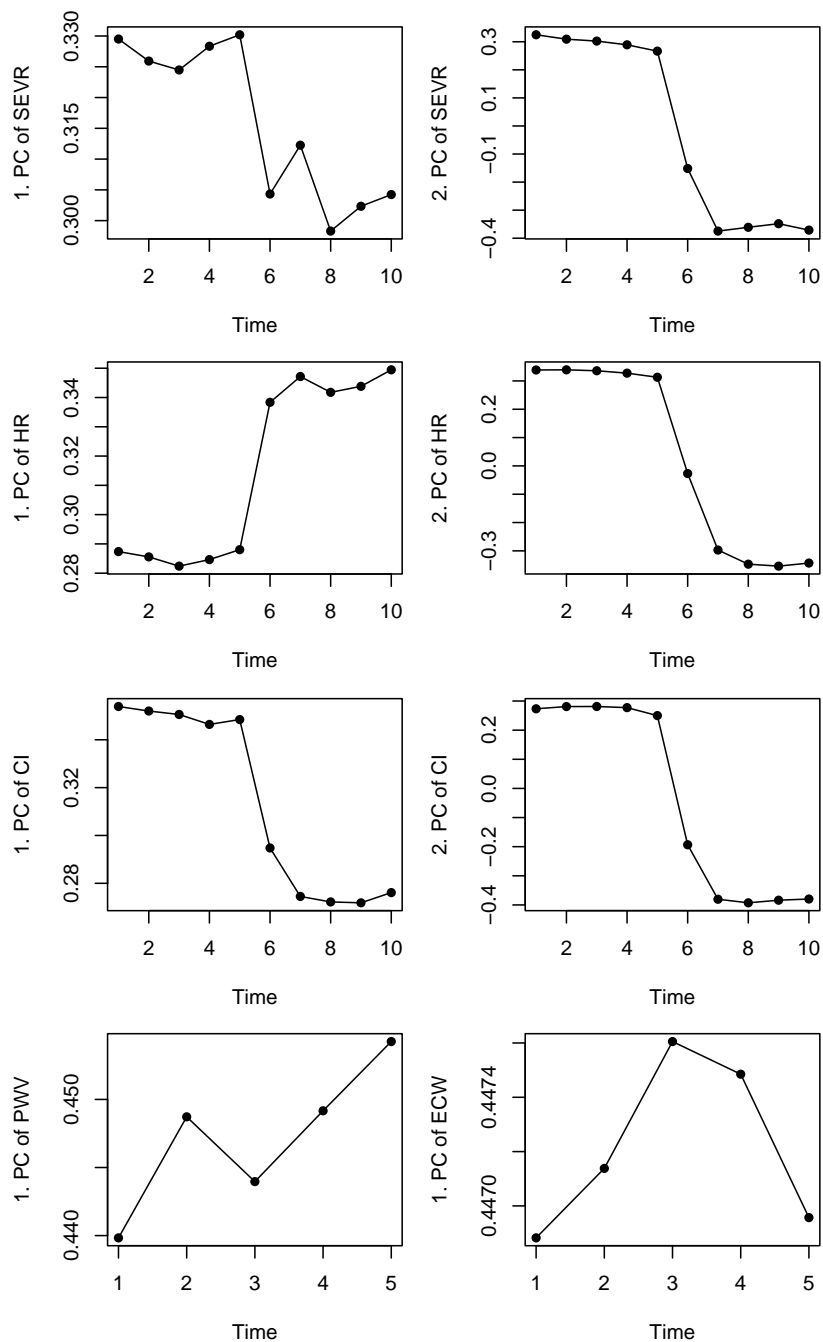 1. PC of SEVR
0.300 0.315 0.330
2 4 6 8 10
Time
2. PC of SEVR
−0.4 −0.1 0.1 0.3
2 4 6 8 10
Time
1. PC of HR
0.28 0.30 0.32 0.34
2 4 6 8 10
Time
2. PC of HR
−0.3 0.0 0.2
2 4 6 8 10
Time
1. PC of CI
0.28 0.32
2 4 6 8 10
Time
2. PC of CI
−0.4 −0.2 0.0 0.2
2 4 6 8 10
Time
1. PC of PWV
0.440 0.450
1 2 3 4 5
Time
1. PC of ECW
0.4470 0.4474
1 2 3 4 5
Time